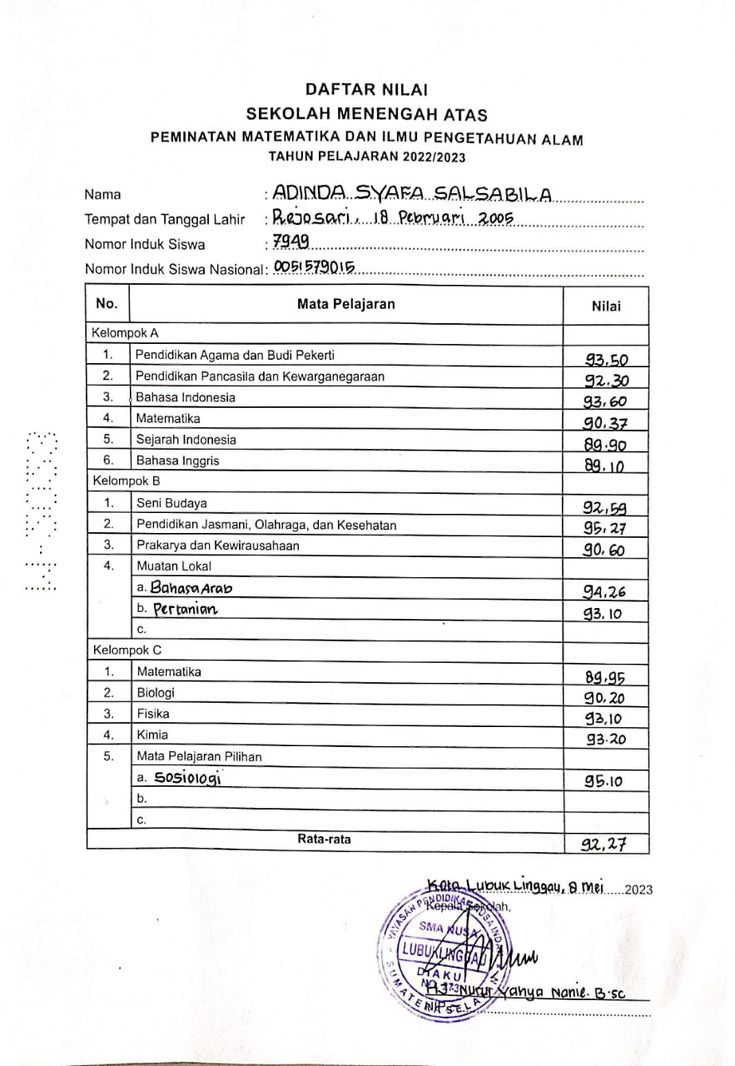 DAFTAR NILAI
SEKOLAH MENENGAH ATAS
PEMINATAN MATEMATIKA DAN ILMU PENGETAHUAN ALAM
TAHUN PELAJARAN 2022/2023
Nama : ADINDA SYAFA SALSABILA
Tempat dan Tanggal Lahir : Rejosari, 18 Pebruari 2005
Nomor Induk Siswa : 7949
Nomor Induk Siswa Nasional : 0051579015
No. Mata Pelajaran Nilai
Kelompok A
1. Pendidikan Agama dan Budi Pekerti 93,50
2. Pendidikan Pancasila dan Kewarganegaraan 92.30
3. Bahasa Indonesia 93,60
4. Matematika 90,37
5. Sejarah Indonesia 89.90
6. Bahasa Inggris 89,10
Kelompok B
1. Seni Budaya 92,59
2. Pendidikan Jasmani, Olahraga, dan Kesehatan 95,27
3. Prakarya dan Kewirausahaan 90,60
4. Muatan Lokal
a. Bahasa Arab 94,26
b. Pertanian 93,10
c.
Kelompok C
1. Matematika 89,95
2. Biologi 90,20
3. Fisika 93,10
4. Kimia 93.20
5. Mata Pelajaran Pilihan
a. Sosiologi 95.10
b.
c.
Rata-rata 92,27
Kota Lubuk Linggau, 8 Mei 2023
Kepala Sekolah,
YAYASAN PENDIDIKAN NUSA
SMA NUSA
LUBUKLINGGAU
DIAKU
SUMATERA SELATAN
Yahya Nanie. B.sc